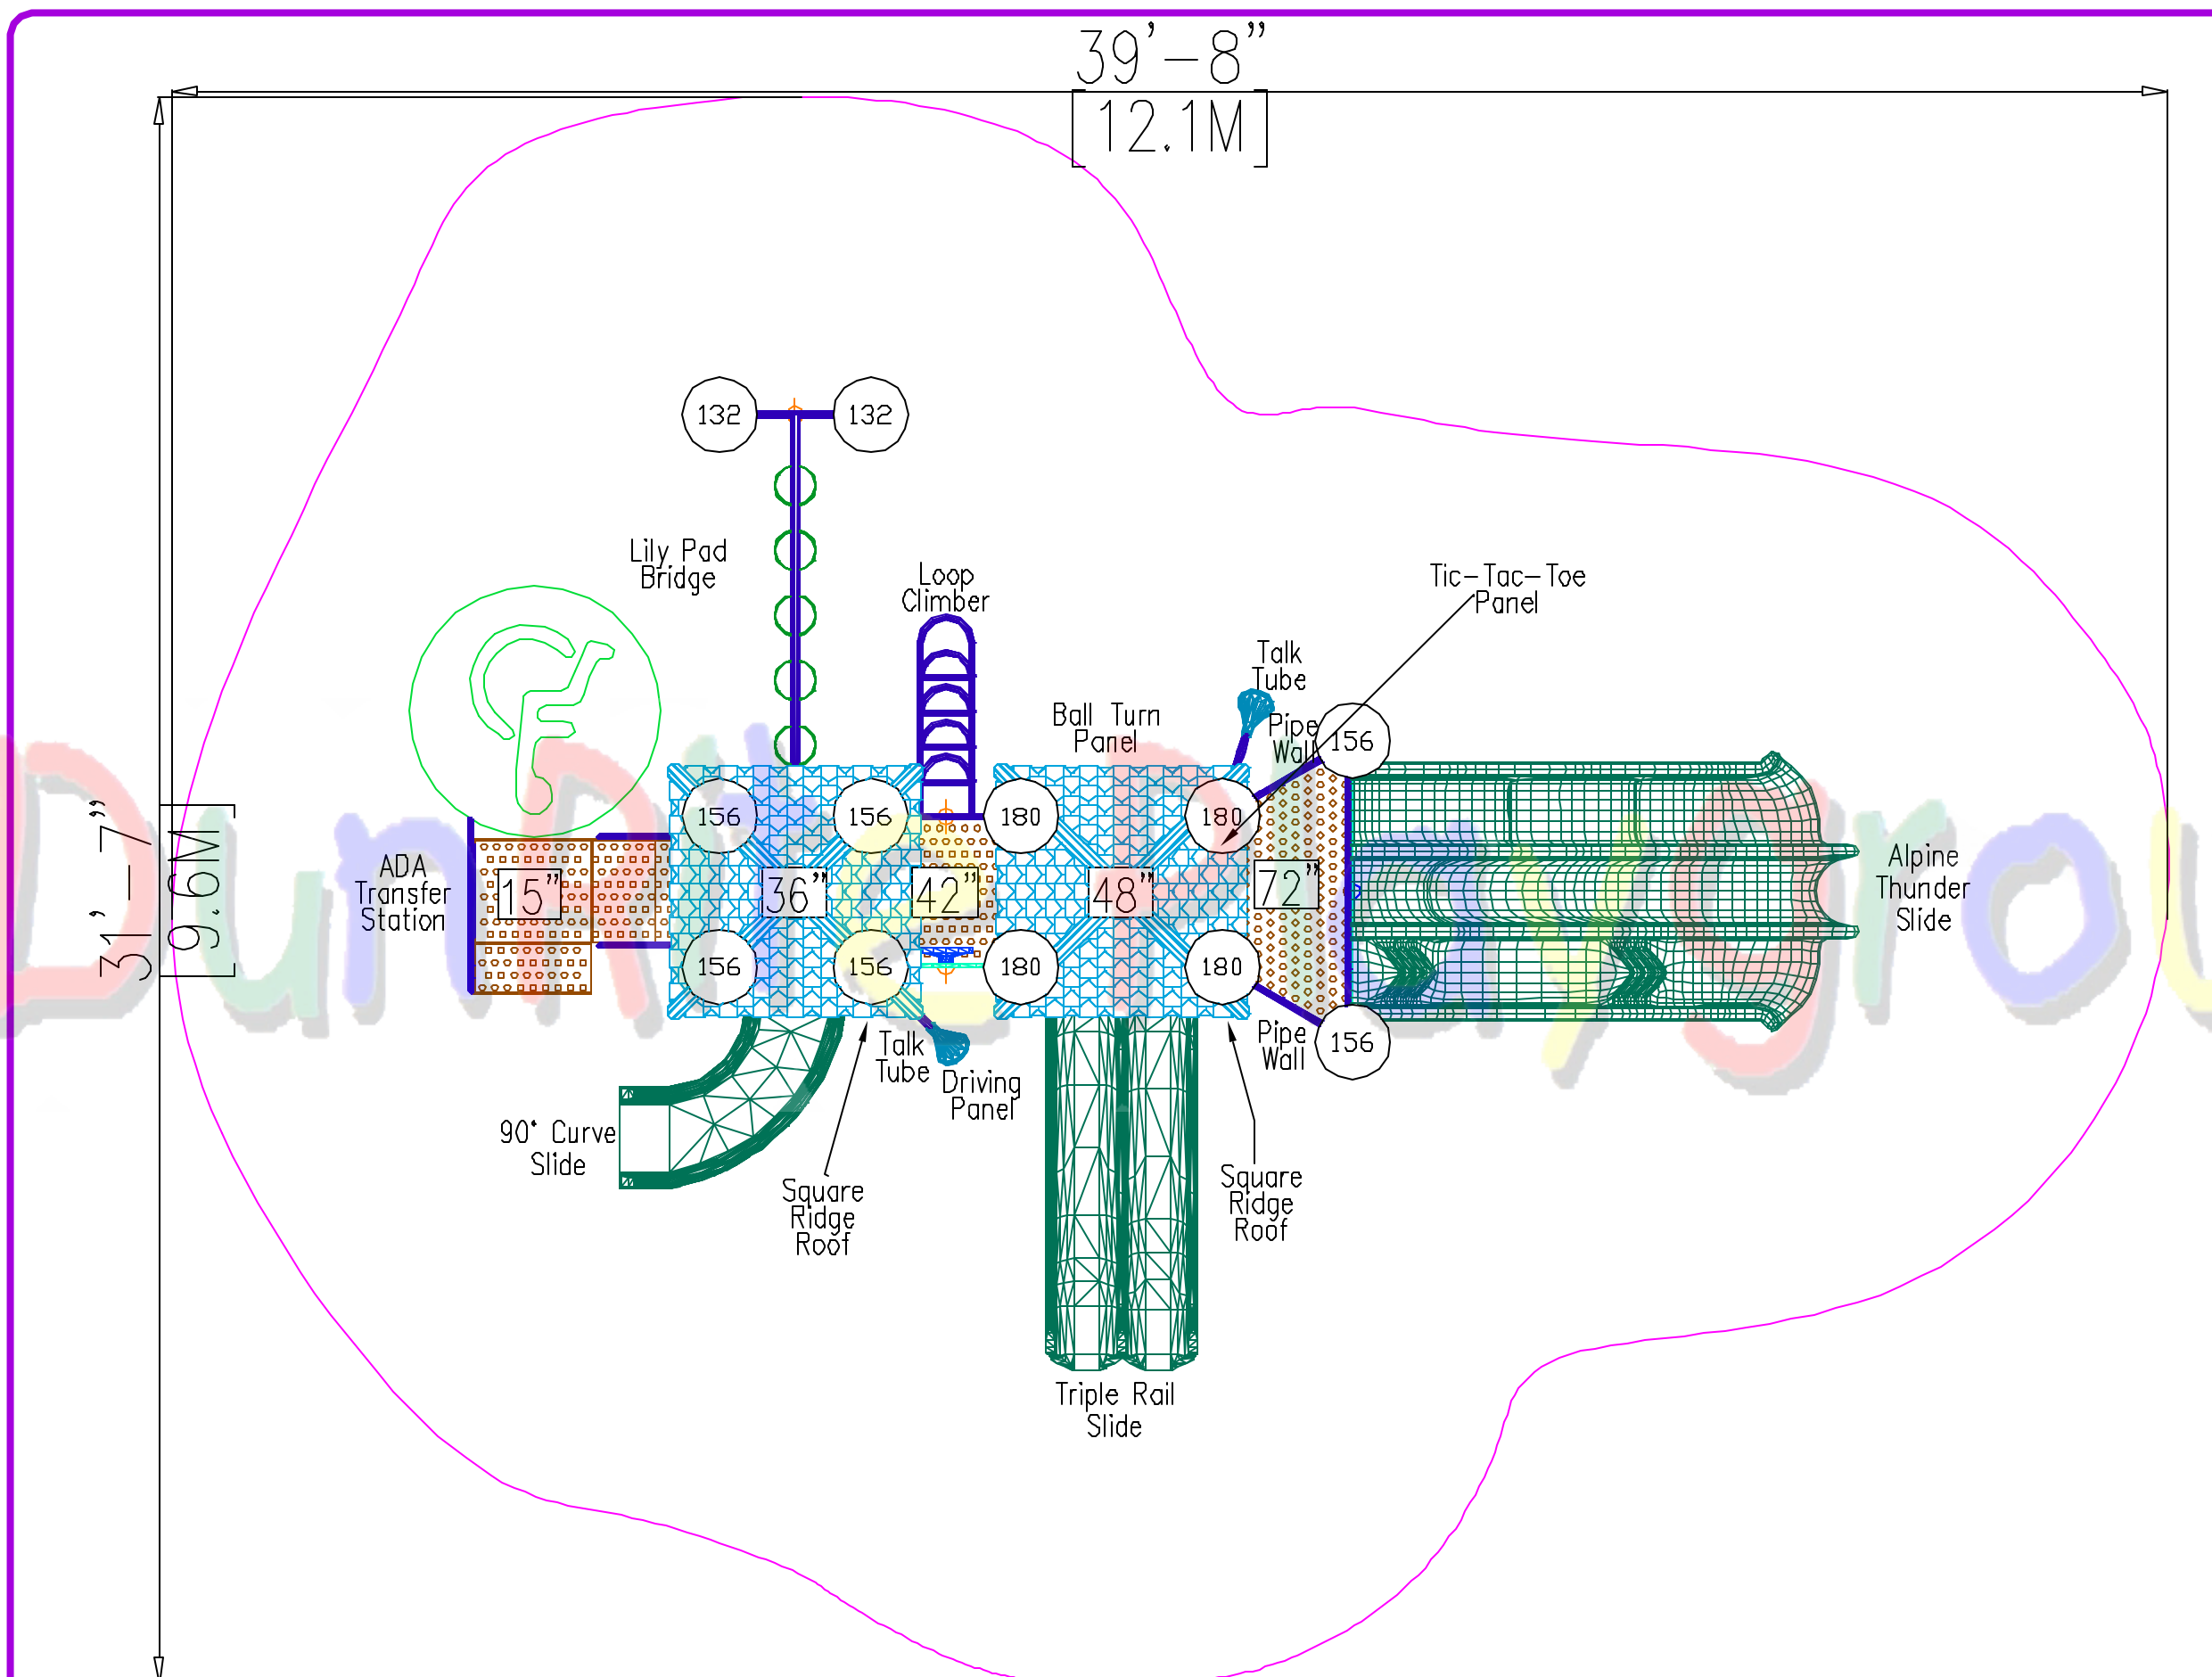 39'-8"
[12.1M]
31'-7"
9.6M]
132
132
Lily Pad
Bridge
Loop
Climber
Tic-Tac-Toe
Panel
Talk
Tube
Ball Turn
Panel
Pipe
Wall
156
156
156
180
180
ADA
Transfer
Station
15"
36"
42"
48"
72"
Alpine
Thunder
Slide
156
156
180
180
156
Pipe
Wall
Talk
Tube
Driving
Panel
90° Curve
Slide
Square
Ridge
Roof
Square
Ridge
Roof
Triple Rail
Slide